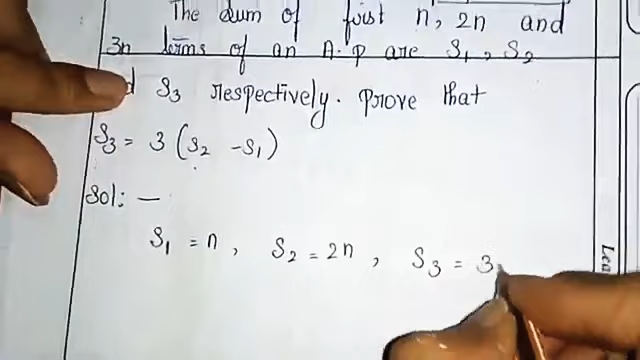 The Sum of first n, 2n and
3n terms of an A.P are S1, S2
S3 respectively. Prove that
S3 = 3 (S2 - S1)
Sol: —
S1 = n, S2 = 2n, S3 = 3
Lea